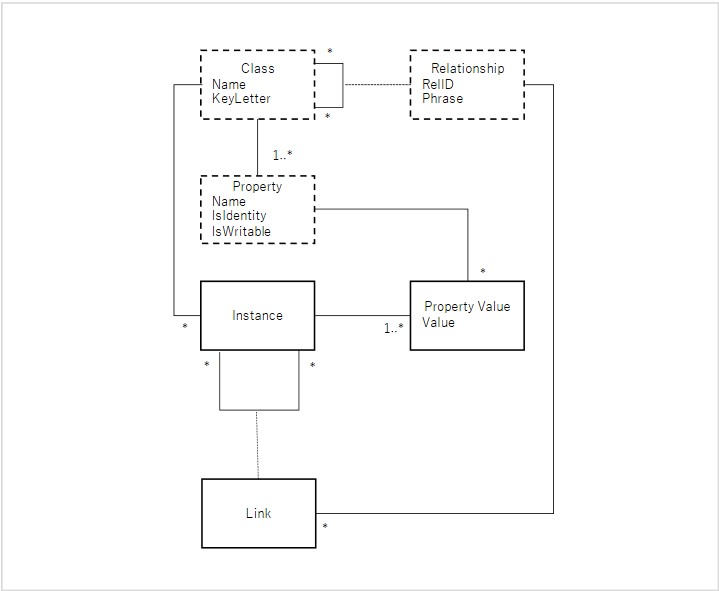 *
Class
Name
KeyLetter
*
Relationship
RelID
Phrase
1..*
Property
Name
IsIdentity
IsWritable
*
Instance
*
1..*
Property Value
Value
*
*
Link
*